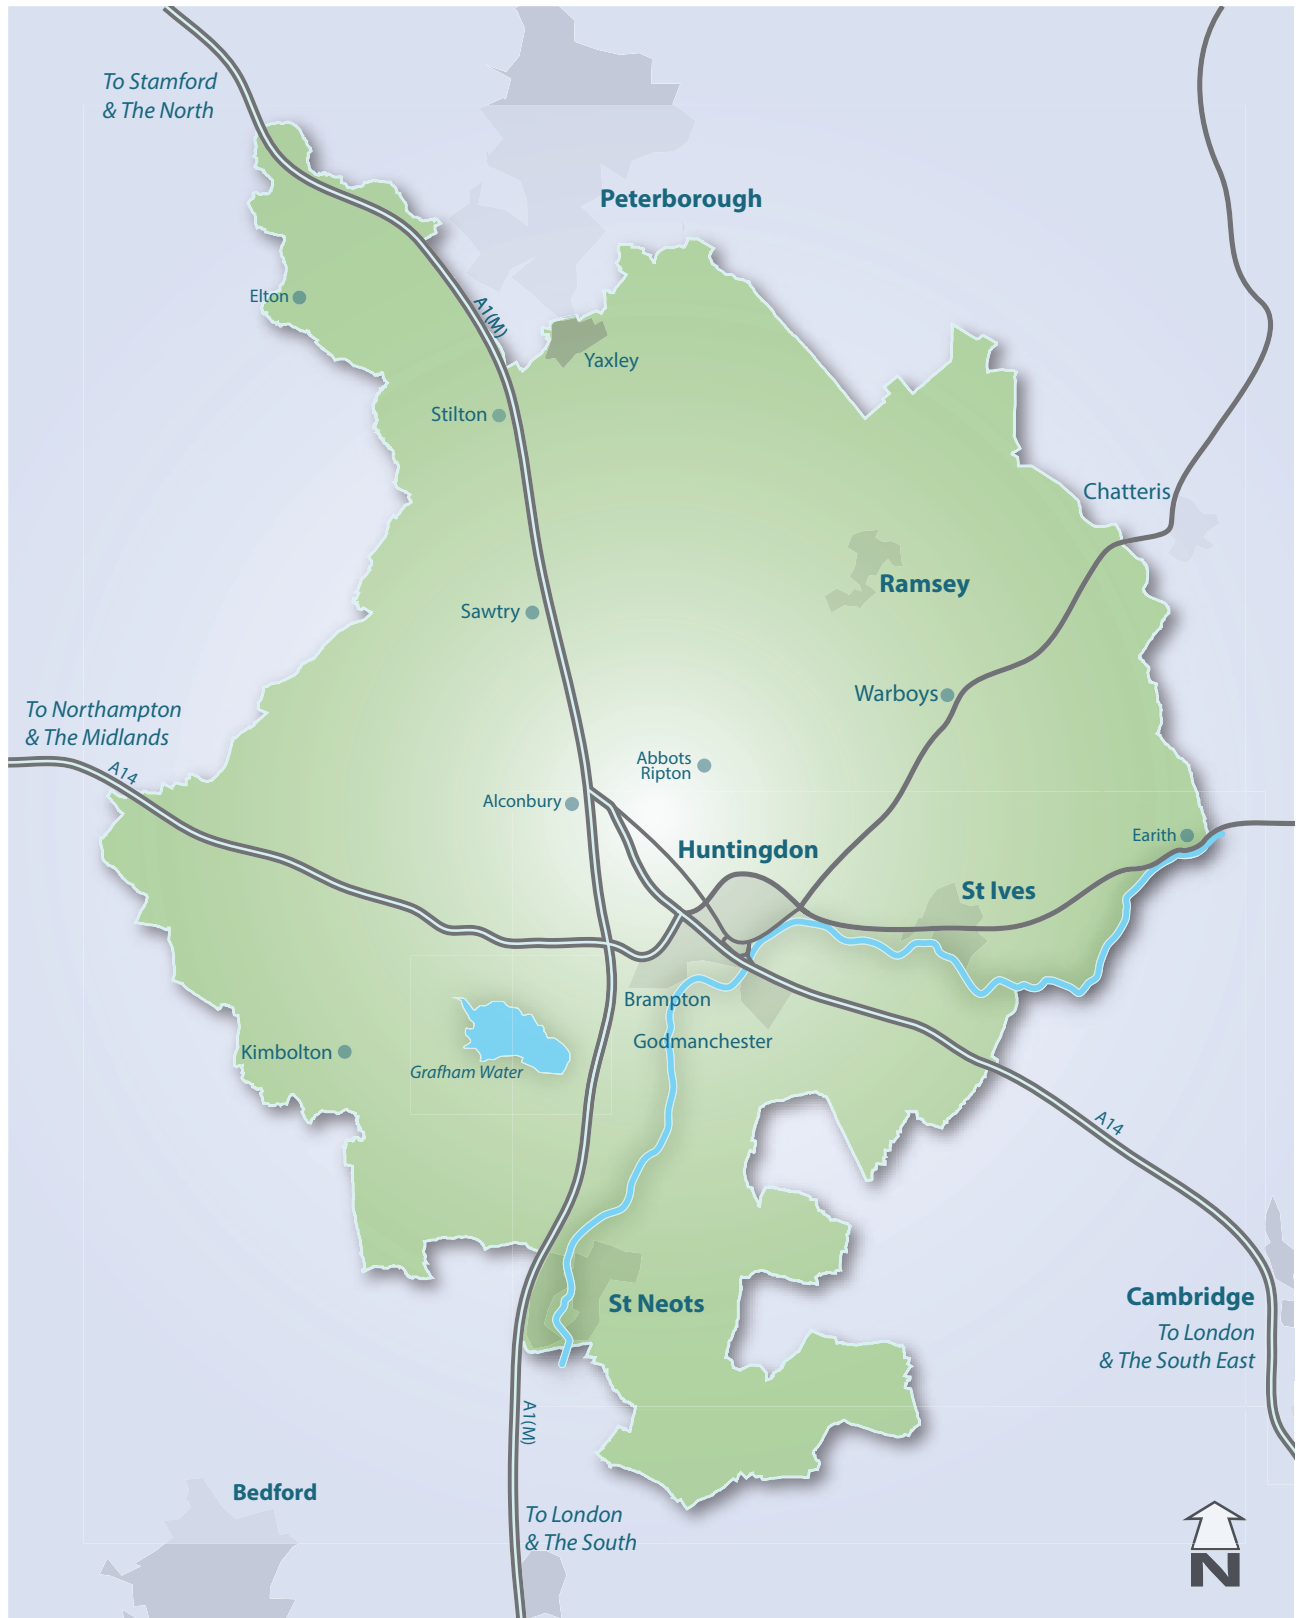 To Stamford
& The North
Peterborough
Elton
A1(M)
Yaxley
Stilton
Chatteris
Ramsey
Sawtry
Warboys
To Northampton
& The Midlands
A14
Abbots
Ripton
Alconbury
Earith
Huntingdon
St Ives
Brampton
Godmanchester
Kimbolton
Grafham Water
A14
Cambridge
To London
& The South East
St Neots
A1(M)
Bedford
To London
& The South
N